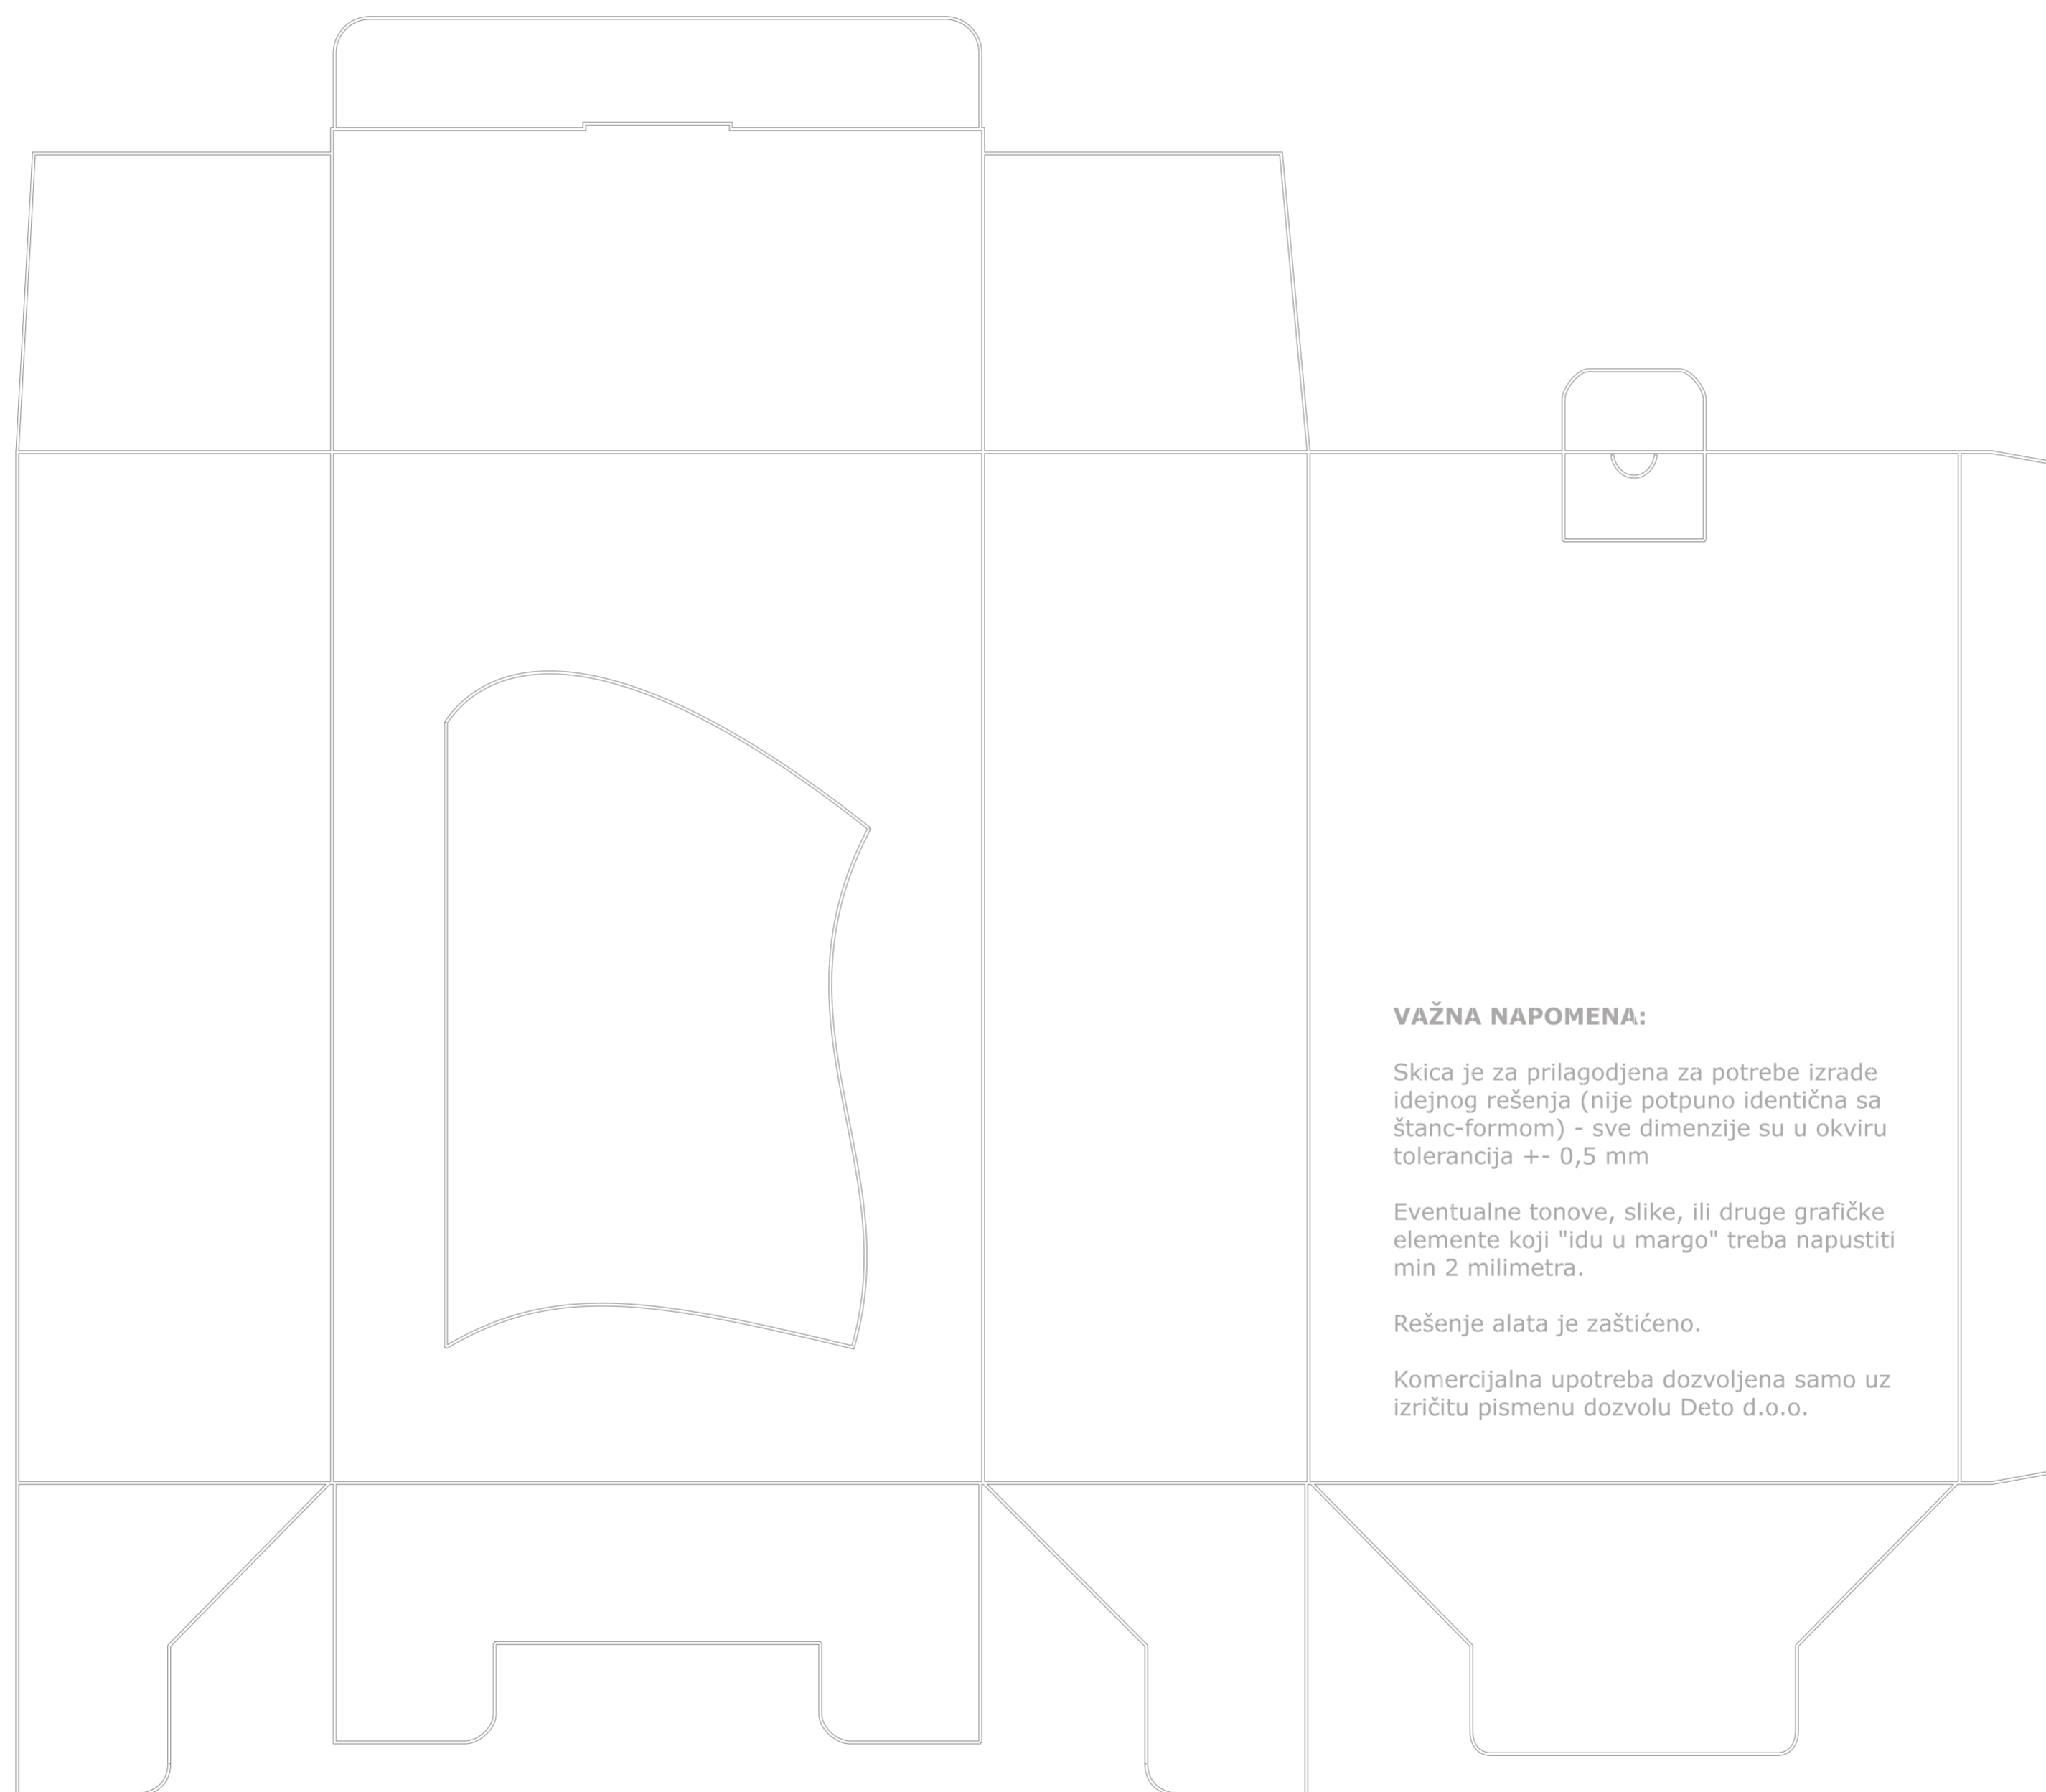 VAŽNA NAPOMENA:
Skica je za prilagodjena za potrebe izrade
idejnog rešenja (nije potpuno identična sa
štanc-formom) - sve dimenzije su u okviru
tolerancija +- 0,5 mm
Eventualne tonove, slike, ili druge grafičke
elemente koji "idu u margo" treba napustiti
min 2 milimetra.
Rešenje alata je zaštićeno.
Komercijalna upotreba dozvoljena samo uz
izričitu pismenu dozvolu Deto d.o.o.